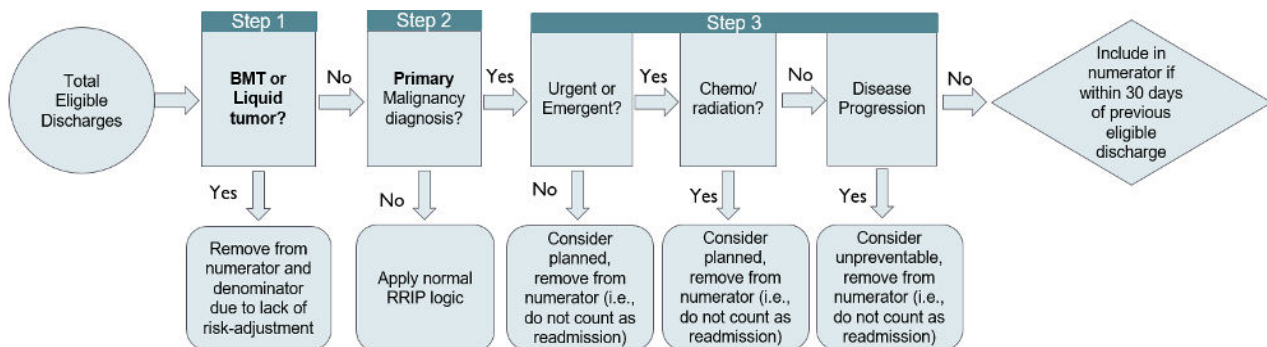 Step 1
Step 2
Step 3
Total
Eligible
Discharges
BMT or
Liquid
tumor?
No
Primary
Malignancy
diagnosis?
Yes
Urgent or
Emergent?
Yes
Chemo/
radiation?
No
Disease
Progression
No
Include in
numerator if
within 30 days
of previous
eligible
discharge
Yes
No
No
Yes
Yes
Remove from
numerator and
denominator
due to lack of
risk-adjustment
Apply normal
RRIP logic
Consider
planned,
remove from
numerator (i.e.,
do not count as
readmission)
Consider
planned,
remove from
numerator (i.e.,
do not count as
readmission)
Consider
unpreventable,
remove from
numerator (i.e.,
do not count as
readmission)